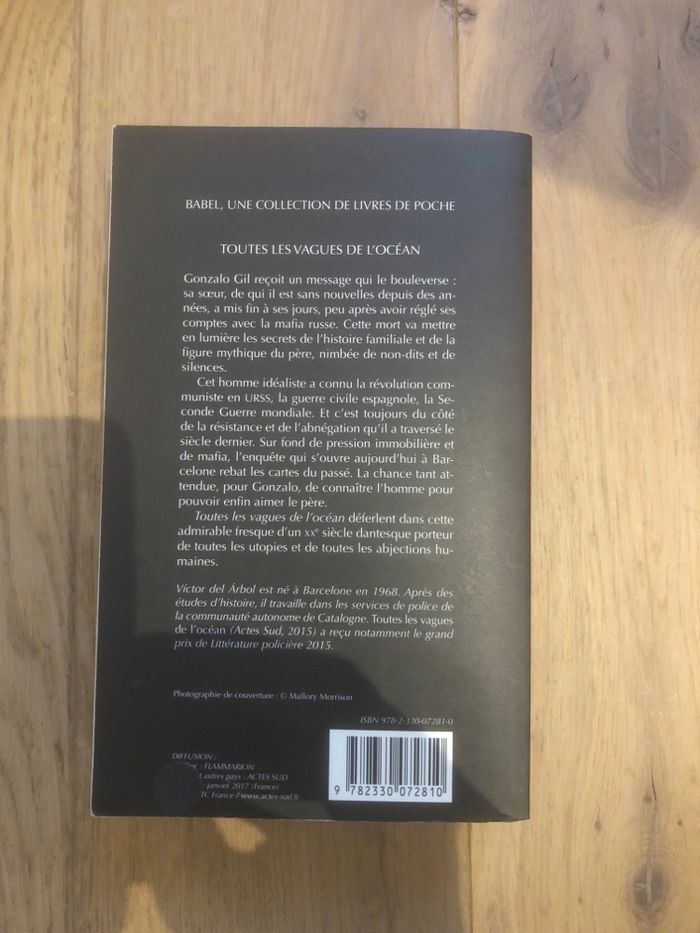 BABEL, UNE COLLECTION DE LIVRES DE POCHE
TOUTES LES VAGUES DE L'OCÉAN
Gonzalo Gil reçoit un message qui le bouleverse :
sa sœur, de qui il est sans nouvelles depuis des an-
nées, a mis fin à ses jours, peu après avoir réglé ses
comptes avec la mafia russe. Cette mort va mettre
en lumière les secrets de l'histoire familiale et de la
figure mythique du père, nimbée de non-dits et de
silences.
Cet homme idéaliste a connu la révolution com-
muniste en URSS, la guerre civile espagnole, la Se-
conde Guerre mondiale. Et c'est toujours du côté
de la résistance et de l'abnégation qu'il a traversé le
siècle dernier. Sur fond de pression immobilière et
de mafia, l'enquête qui s'ouvre aujourd'hui à Bar-
celone rebat les cartes du passé. La chance tant at-
tendue, pour Gonzalo, de connaître l'homme pour
pouvoir enfin aimer le père.
Toutes les vagues de l'océan déferlent dans cette
admirable fresque d'un XXe siècle dantesque porteur
de toutes les utopies et de toutes les abjections hu-
maines.
Víctor del Árbol est né à Barcelone en 1968. Après des
études d'histoire, il travaille dans les services de police de
la communauté autonome de Catalogne. Toutes les vagues
de l'océan (Actes Sud, 2015) a reçu notamment le grand
prix de Littérature policière 2015.
Photographie de couverture : © Mallory Morrison
ISBN 978-2-330-07281-0
DIFFUSION :
FLAMMARION
autres pays : ACTES SUD
: janvier 2017 (France)
TC France / www.actes-sud.fr
9 782330 072810